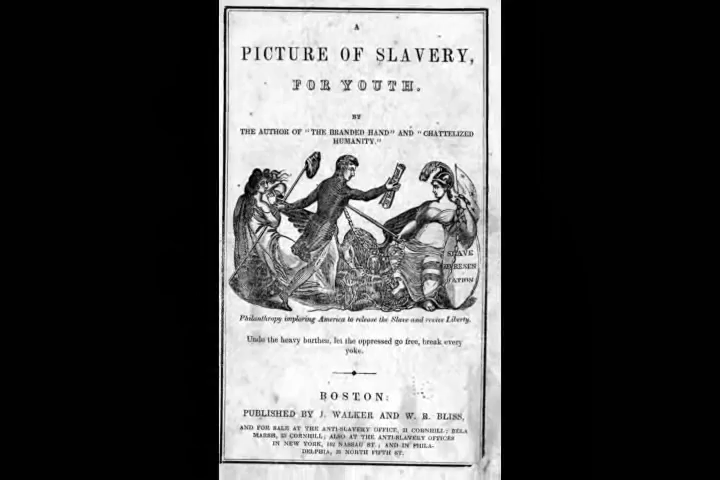 A
PICTURE OF SLAVERY,
FOR YOUTH.
BY
THE AUTHOR OF "THE BRANDED HAND" AND "CHATTELIZED
HUMANITY."
SLAVE
ATION
Philanthropy imploring America to release the Slave and revive Liberty.
Undo the heavy burthen, let the oppressed go free, break every
yoke.
BOSTON:
PUBLISHED BY J. WALKER AND W. R. BLISS,
AND FOR SALE AT THE ANTI-SLAVERY OFFICE, 21 CORNHILL; BELA
MARSH, 25 CORNHILL; ALSO AT THE ANTI-SLAVERY OFFICES
IN NEW YORK, 142 NASSAU ST.; AND IN PHILA-
DELPHIA, 31 NORTH FIFTH ST.